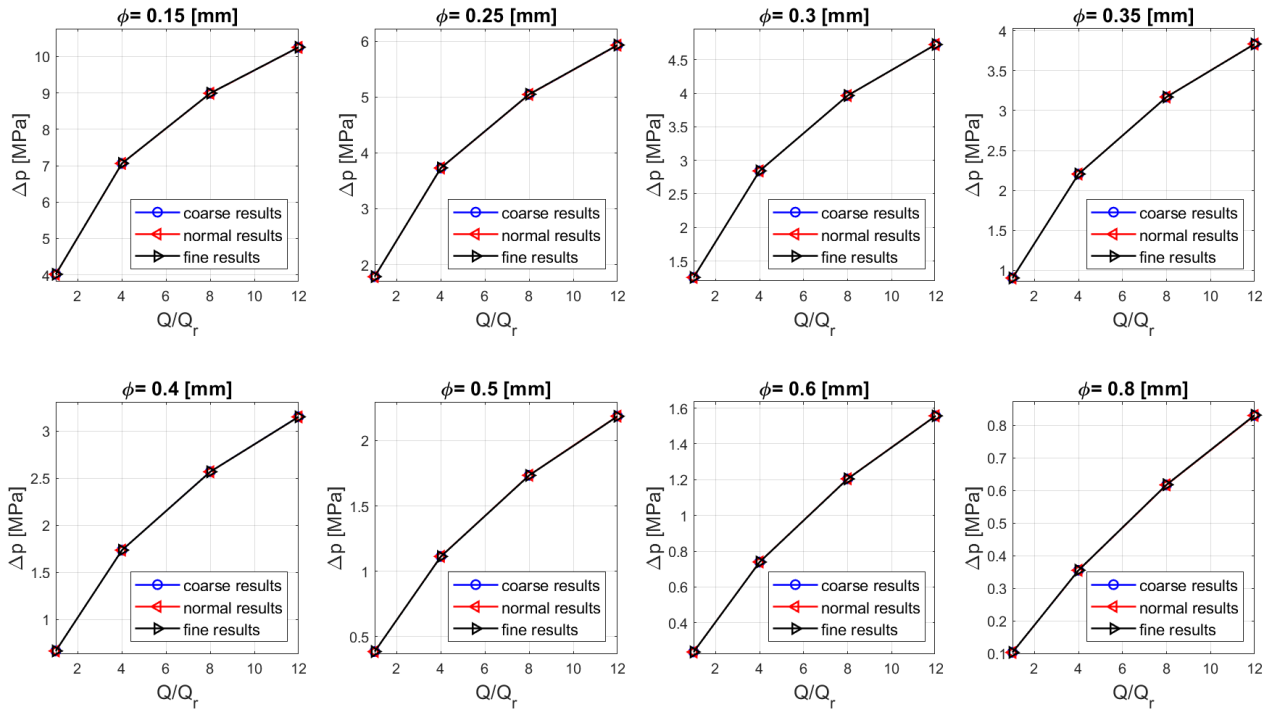 ϕ= 0.15 [mm]
Δp [MPa]
10
9
8
7
6
5
4
coarse results
normal results
fine results
2 4 6 8 10 12
Q/Qr
ϕ= 0.25 [mm]
Δp [MPa]
6
5
4
3
2
coarse results
normal results
fine results
2 4 6 8 10 12
Q/Qr
ϕ= 0.3 [mm]
Δp [MPa]
4.5
4
3.5
3
2.5
2
1.5
coarse results
normal results
fine results
2 4 6 8 10 12
Q/Qr
ϕ= 0.35 [mm]
Δp [MPa]
4
3.5
3
2.5
2
1.5
1
coarse results
normal results
fine results
2 4 6 8 10 12
Q/Qr
ϕ= 0.4 [mm]
Δp [MPa]
3
2.5
2
1.5
1
coarse results
normal results
fine results
2 4 6 8 10 12
Q/Qr
ϕ= 0.5 [mm]
Δp [MPa]
2
1.5
1
0.5
coarse results
normal results
fine results
2 4 6 8 10 12
Q/Qr
ϕ= 0.6 [mm]
Δp [MPa]
1.6
1.4
1.2
1
0.8
0.6
0.4
coarse results
normal results
fine results
2 4 6 8 10 12
Q/Qr
ϕ= 0.8 [mm]
Δp [MPa]
0.8
0.7
0.6
0.5
0.4
0.3
0.2
0.1
coarse results
normal results
fine results
2 4 6 8 10 12
Q/Qr